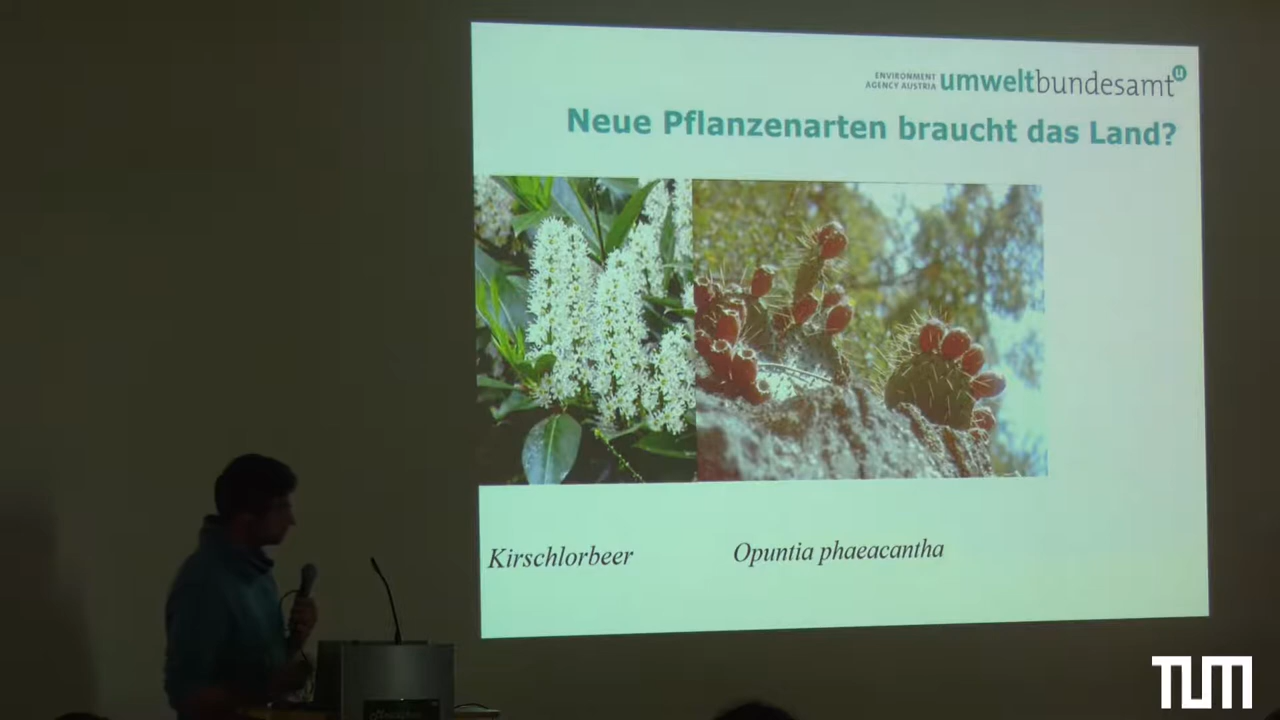 ENVIRONMENT
AGENCY AUSTRIA umweltbundesamt
Neue Pflanzenarten braucht das Land?
Kirschlorbeer
Opuntia phaeacantha
TUM